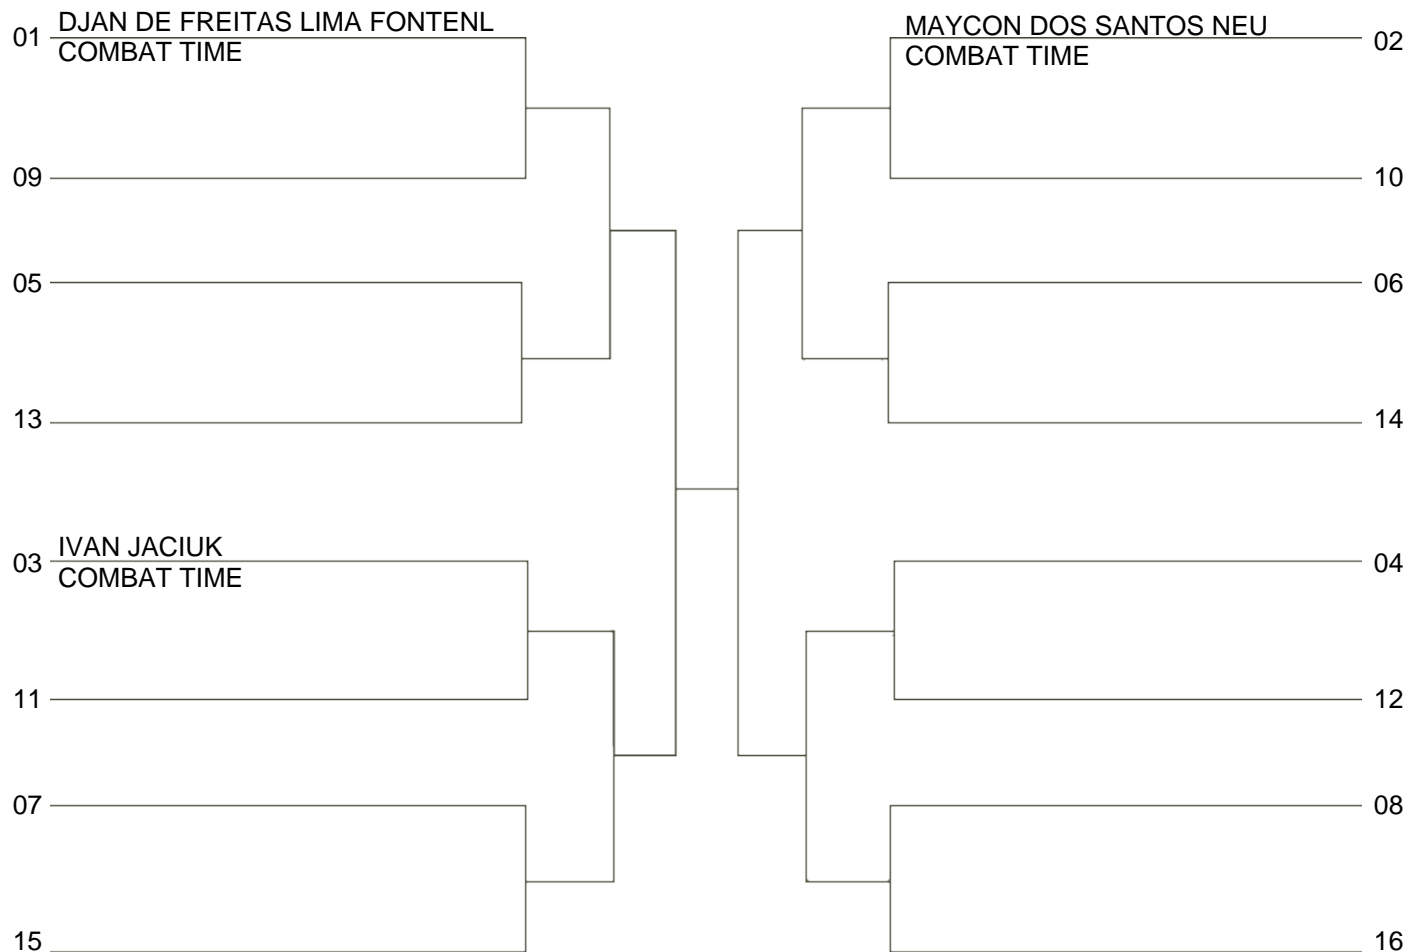 01 DJAN DE FREITAS LIMA FONTENL
COMBAT TIME
09
05
13
03 IVAN JACIUK
COMBAT TIME
11
07
15
MAYCON DOS SANTOS NEU 02
COMBAT TIME
10
06
14
04
12
08
16